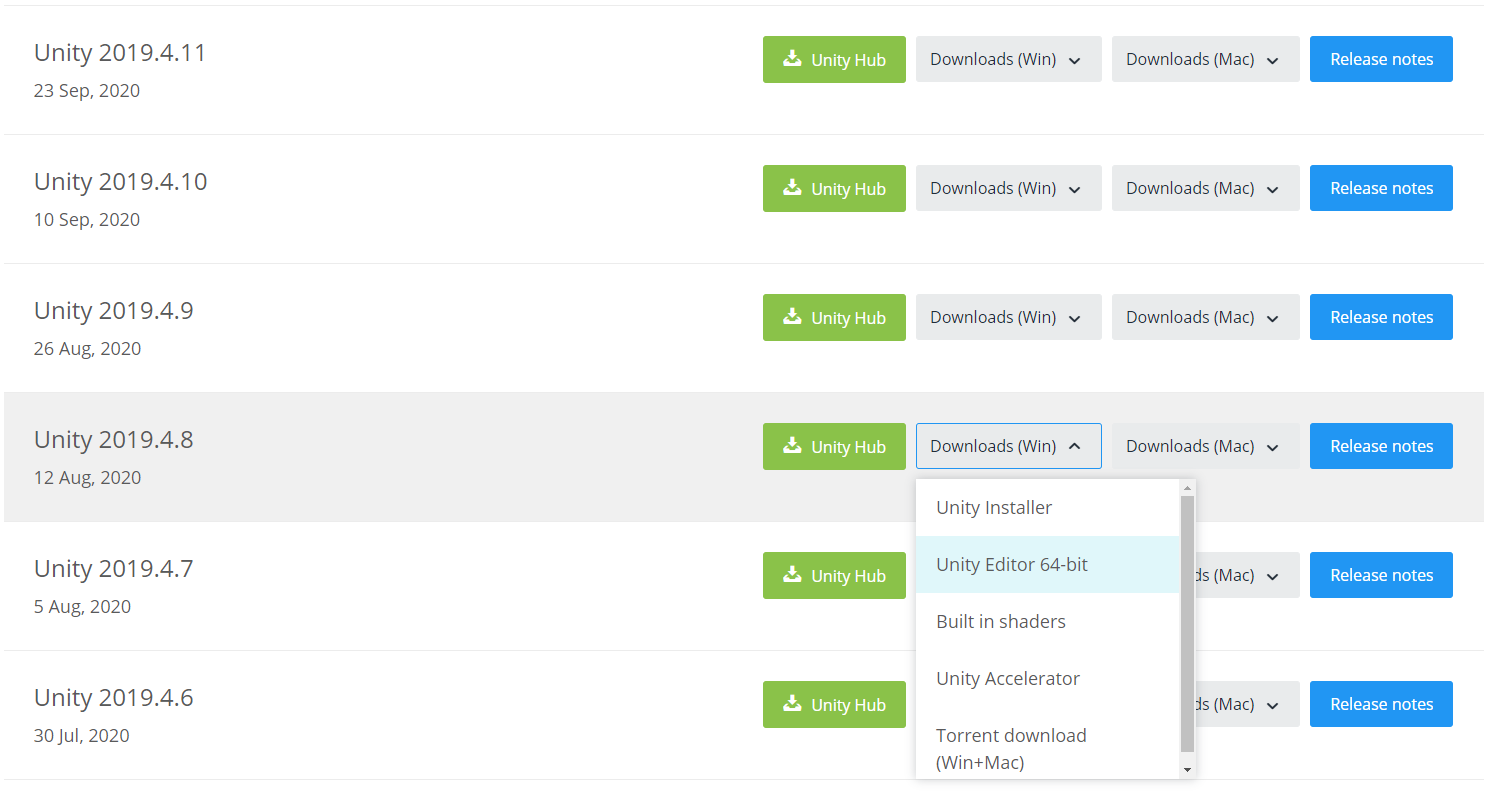 Unity 2019.4.11
23 Sep, 2020
Unity Hub
Downloads (Win)
Downloads (Mac)
Release notes
Unity 2019.4.10
10 Sep, 2020
Unity Hub
Downloads (Win)
Downloads (Mac)
Release notes
Unity 2019.4.9
26 Aug, 2020
Unity Hub
Downloads (Win)
Downloads (Mac)
Release notes
Unity 2019.4.8
12 Aug, 2020
Unity Hub
Downloads (Win)
Downloads (Mac)
Release notes
Unity Installer
Unity Editor 64-bit
Built in shaders
Unity Accelerator
Torrent download
(Win+Mac)
Unity 2019.4.7
5 Aug, 2020
Unity Hub
ds (Mac)
Release notes
Unity 2019.4.6
30 Jul, 2020
Unity Hub
ds (Mac)
Release notes